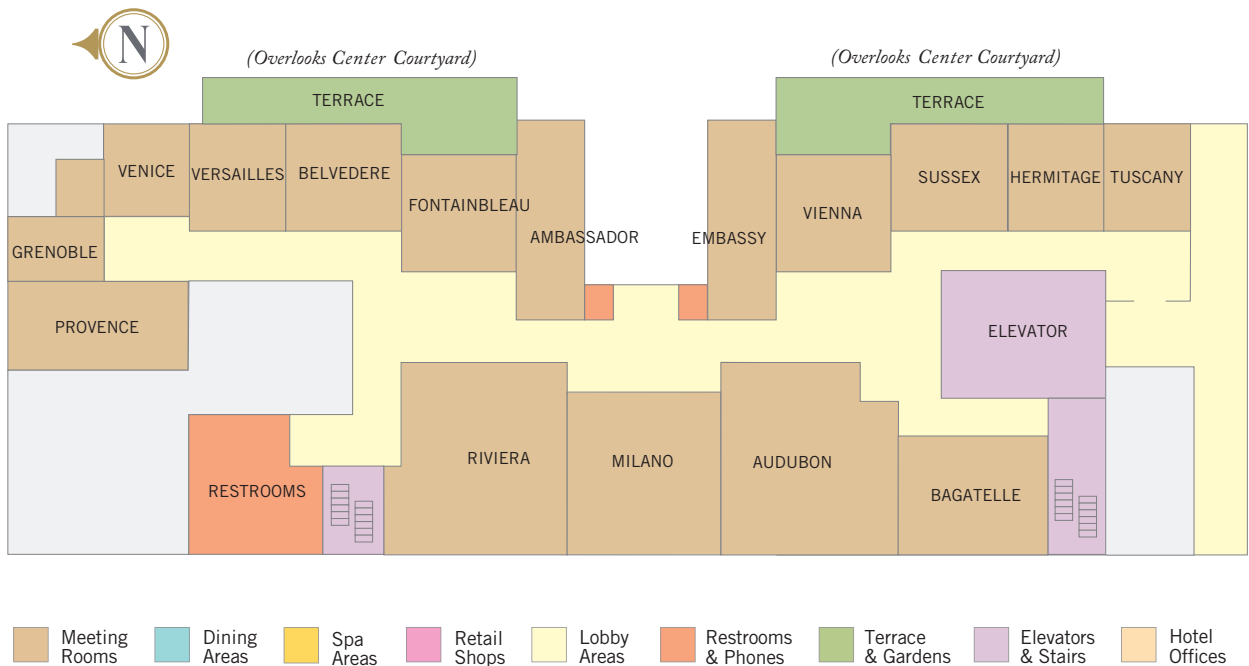 N
(Overlooks Center Courtyard)
(Overlooks Center Courtyard)
TERRACE
TERRACE
VENICE
VERSAILLES
BELVEDERE
FONTAINBLEAU
AMBASSADOR
EMBASSY
VIENNA
SUSSEX
HERMITAGE
TUSCANY
GRENOBLE
PROVENCE
ELEVATOR
RESTROOMS
RIVIERA
MILANO
AUDUBON
BAGATELLE
Meeting
Rooms
Dining
Areas
Spa
Areas
Retail
Shops
Lobby
Areas
Restrooms
& Phones
Terrace
& Gardens
Elevators
& Stairs
Hotel
Offices